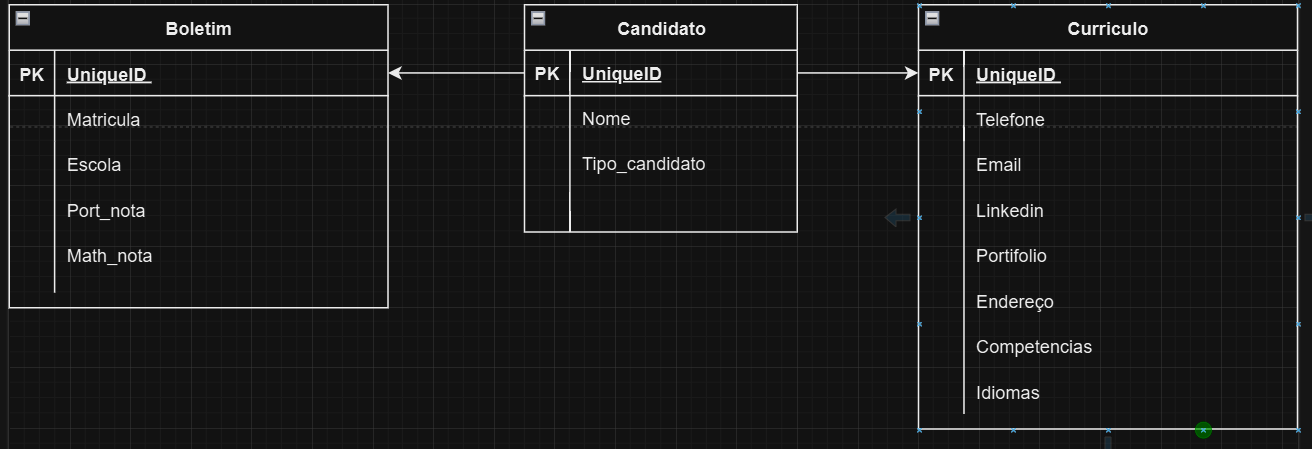 Boletim
PK UniqueID
Matricula
Escola
Port_nota
Math_nota
Candidato
PK UniqueID
Nome
Tipo_candidato
Curriculo
PK UniqueID
Telefone
Email
Linkedin
Portifolio
Endereço
Competencias
Idiomas